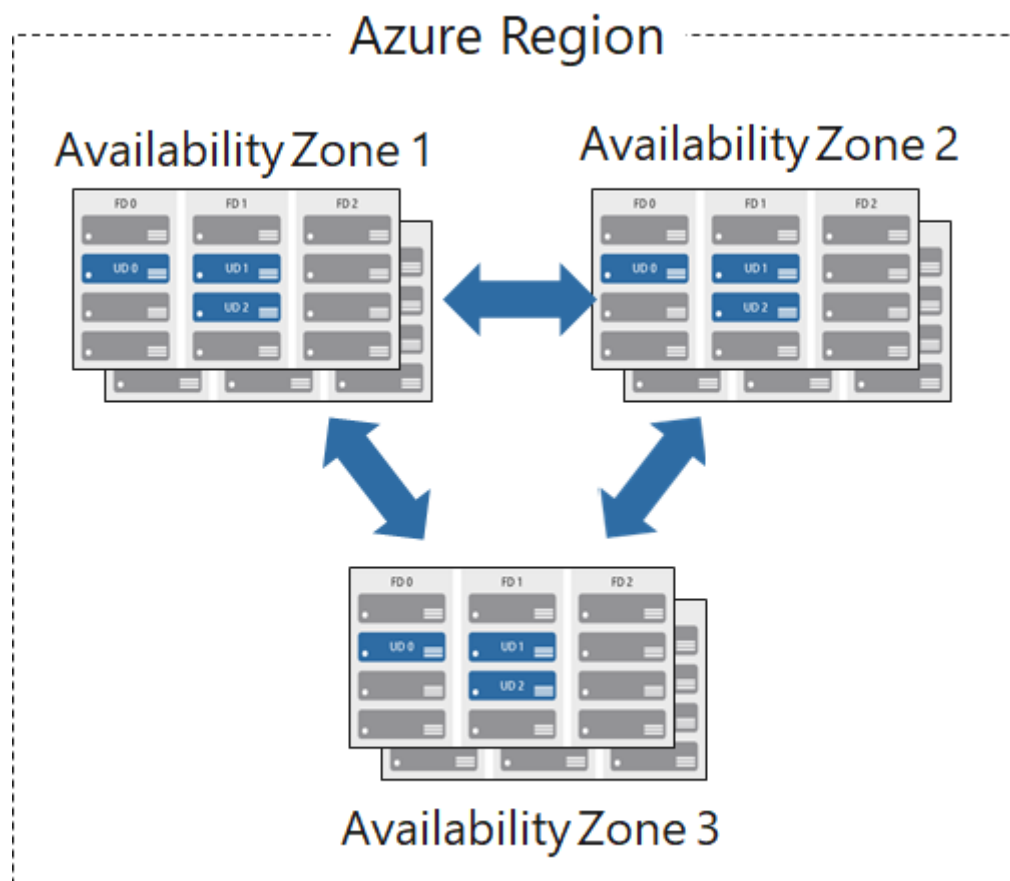 Azure Region
Availability Zone 1
Availability Zone 2
FD 0 FD 1 FD 2
UD 0 UD 1
UD 2
FD 0 FD 1 FD 2
UD 0 UD 1
UD 2
FD 0 FD 1 FD 2
UD 0 UD 1
UD 2
Availability Zone 3